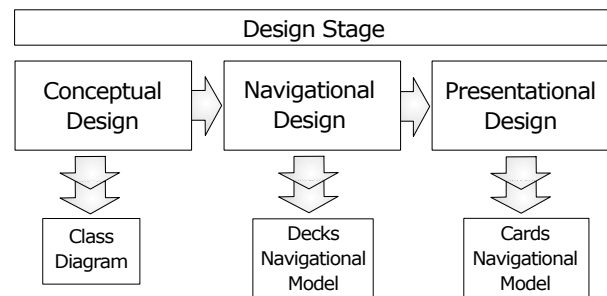 Design Stage
Conceptual
Design
Navigational
Design
Presentational
Design
Class
Diagram
Decks
Navigational
Model
Cards
Navigational
Model